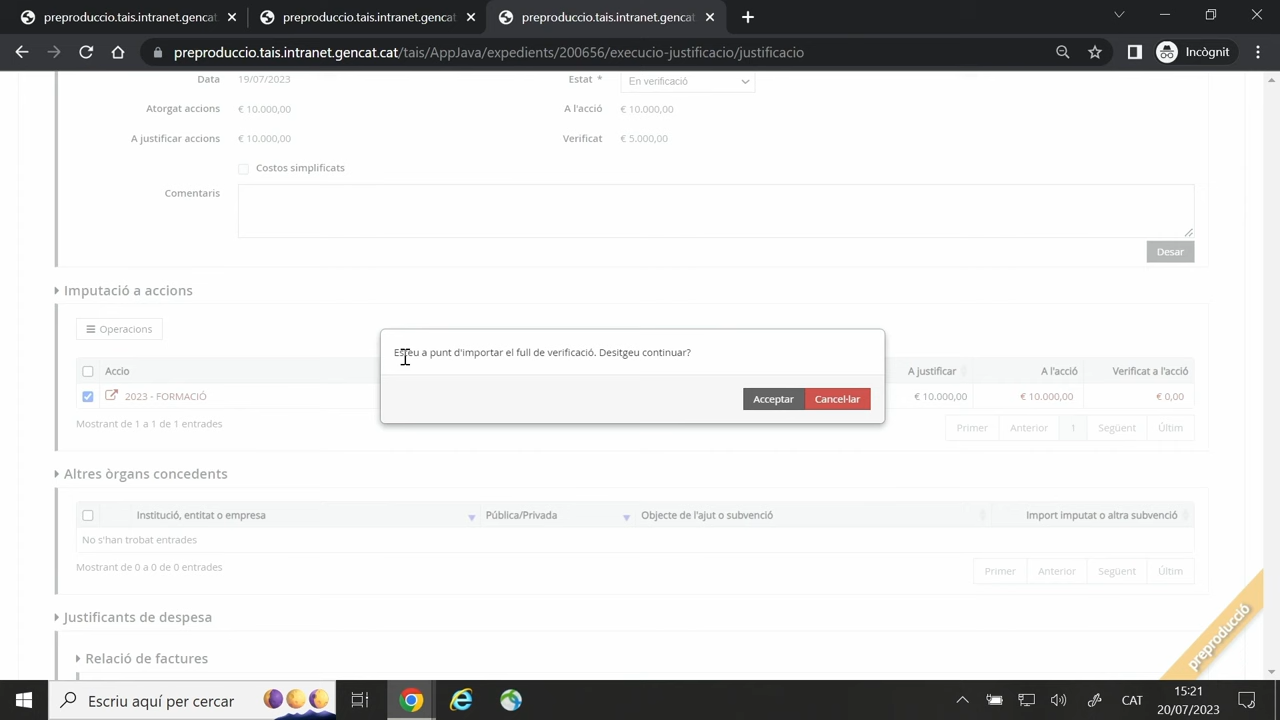 preproduccio.tais.intranet.gencat
preproduccio.tais.intranet.gencat
preproduccio.tais.intranet.gencat
preproduccio.tais.intranet.gencat.cat/tais/AppJava/expedients/200656/execucio-justificacio/justificacio
Incògnit
Data 19/07/2023 Estat * En verificació
Atorgat accions € 10.000,00 A l'acció € 10.000,00
A justificar accions € 10.000,00 Verificat € 5.000,00
Costos simplificats
Comentaris
Desar
Imputació a accions
Operacions
Esteu a punt d'importar el full de verificació. Desitgeu continuar?
Acceptar Cancel·lar
Accio A justificar A l'acció Verificat a l'acció
2023 - FORMACIÓ € 10.000,00 € 10.000,00 € 0,00
Mostrant de 1 a 1 de 1 entrades Primer Anterior 1 Següent Últim
Altres òrgans concedents
Institució, entitat o empresa Pública/Privada Objecte de l'ajut o subvenció Import imputat o altra subvenció
No s'han trobat entrades
Mostrant de 0 a 0 de 0 entrades Primer Anterior Següent Últim
Justificants de despesa
Relació de factures
preproducció
Escriu aquí per cercar
CAT
15:21
20/07/2023